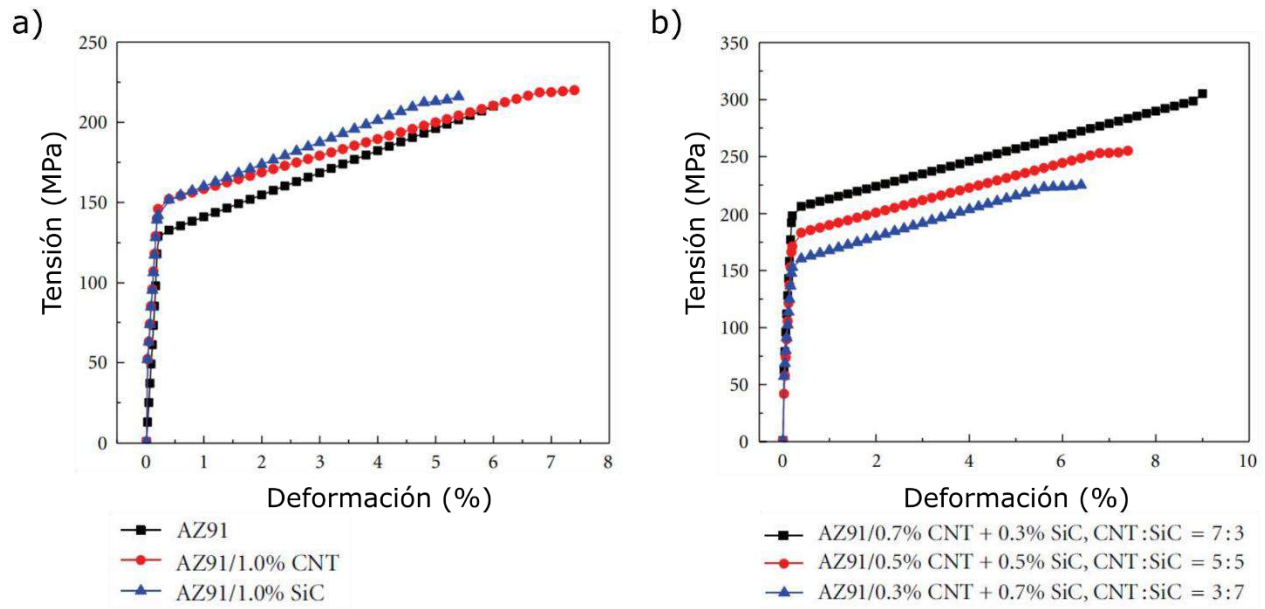 a)
250
200
150
100
50
0
Tensión (MPa)
0 1 2 3 4 5 6 7 8
Deformación (%)
AZ91
AZ91/1.0% CNT
AZ91/1.0% SiC
b)
350
300
250
200
150
100
50
0
Tensión (MPa)
0 2 4 6 8 10
Deformación (%)
AZ91/0.7% CNT + 0.3% SiC, CNT:SiC = 7:3
AZ91/0.5% CNT + 0.5% SiC, CNT:SiC = 5:5
AZ91/0.3% CNT + 0.7% SiC, CNT:SiC = 3:7